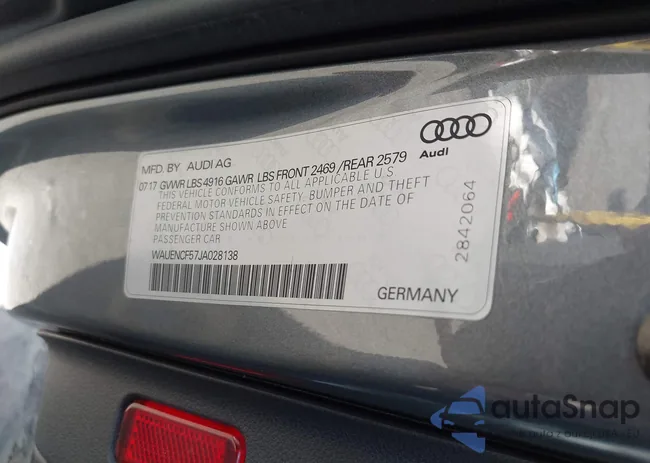 MFD. BY AUDI AG
07 17 GVWR LBS 4916 GAWR LBS FRONT 2469 / REAR 2579
THIS VEHICLE CONFORMS TO ALL APPLICABLE U.S
FEDERAL MOTOR VEHICLE SAFETY, BUMPER AND THEFT
PREVENTION STANDARDS IN EFFECT ON THE DATE OF
MANUFACTURE SHOWN ABOVE
PASSENGER CAR
WAUENCF57JA028138
GERMANY
Audi
2842064
autoSnap